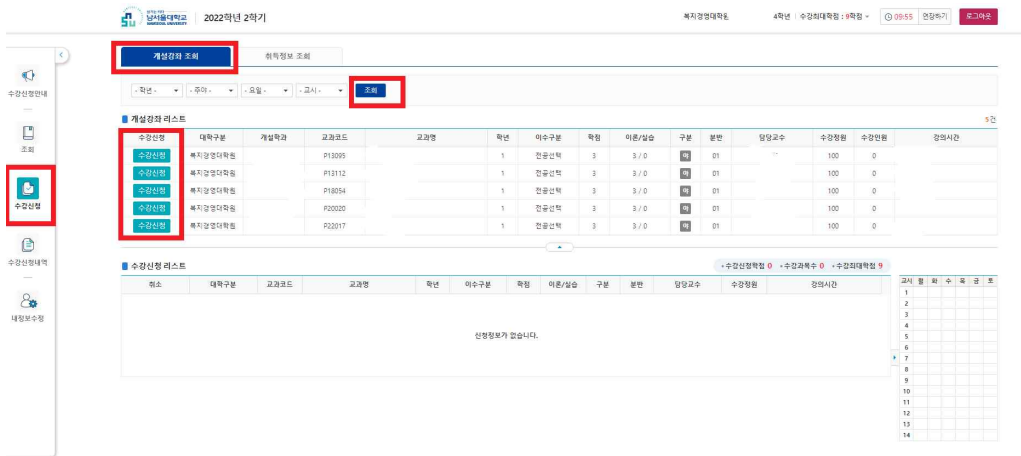 남서울대학교 2022학년 2학기 복지경영대학원 4학년 수강최대학점 : 9학점 09:55 연장하기 로그아웃
개설강좌 조회 취득정보 조회
수강신청안내
조회
수강신청
수강신청내역
내정보수정
- 학년 - - 주야 - - 요일 - - 교시 - 조회
개설강좌 리스트 5건
수강신청 대학구분 개설학과 교과코드 교과명 학년 이수구분 학점 이론/실습 구분 분반 담당교수 수강정원 수강인원 강의시간
수강신청 복지경영대학원 P13095 1 전공선택 3 3 / 0 야 01 100 0
수강신청 복지경영대학원 P13112 1 전공선택 3 3 / 0 야 01 100 0
수강신청 복지경영대학원 P18054 1 전공선택 3 3 / 0 야 01 100 0
수강신청 복지경영대학원 P20020 1 전공선택 3 3 / 0 야 01 100 0
수강신청 복지경영대학원 P22017 1 전공선택 3 3 / 0 야 01 100 0
수강신청 리스트 수강신청학점 0 수강과목수 0 수강최대학점 9
취소 대학구분 교과코드 교과명 학년 이수구분 학점 이론/실습 구분 분반 담당교수 수강정원 강의시간
신청정보가 없습니다.
교시 월 화 수 목 금 토
1
2
3
4
5
6
7
8
9
10
11
12
13
14